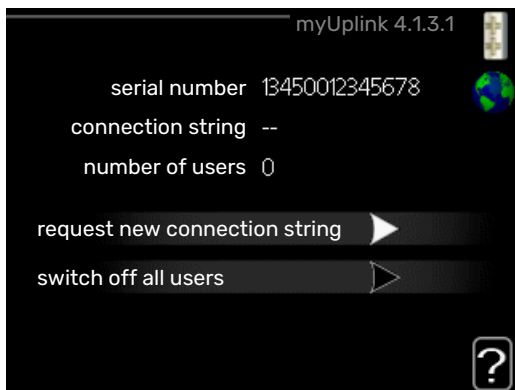 myUplink 4.1.3.1
serial number 13450012345678
connection string --
number of users 0
request new connection string
switch off all users
?